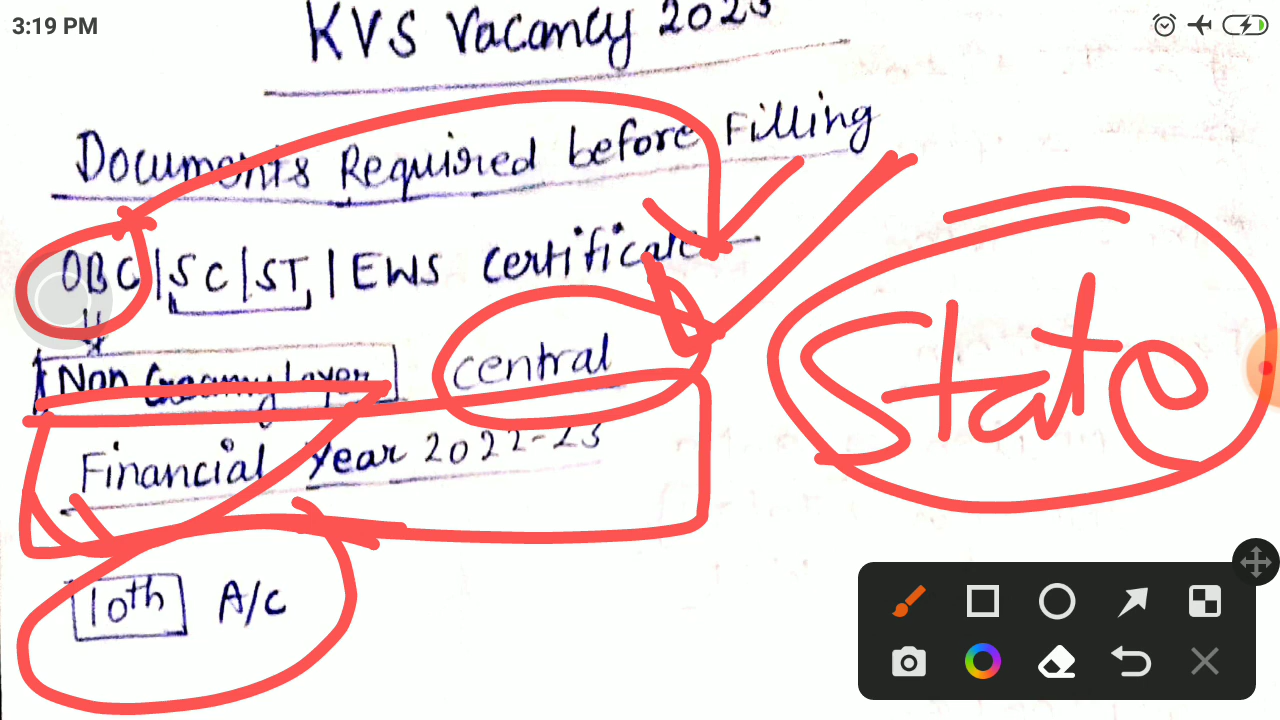 3:19 PM
KVS Vacancy 2023
Documents Required before Filling
OBC|SC|ST|EWS Certificate
Non Creamy Layer central
State
Financial Year 2022-23
10th A/C